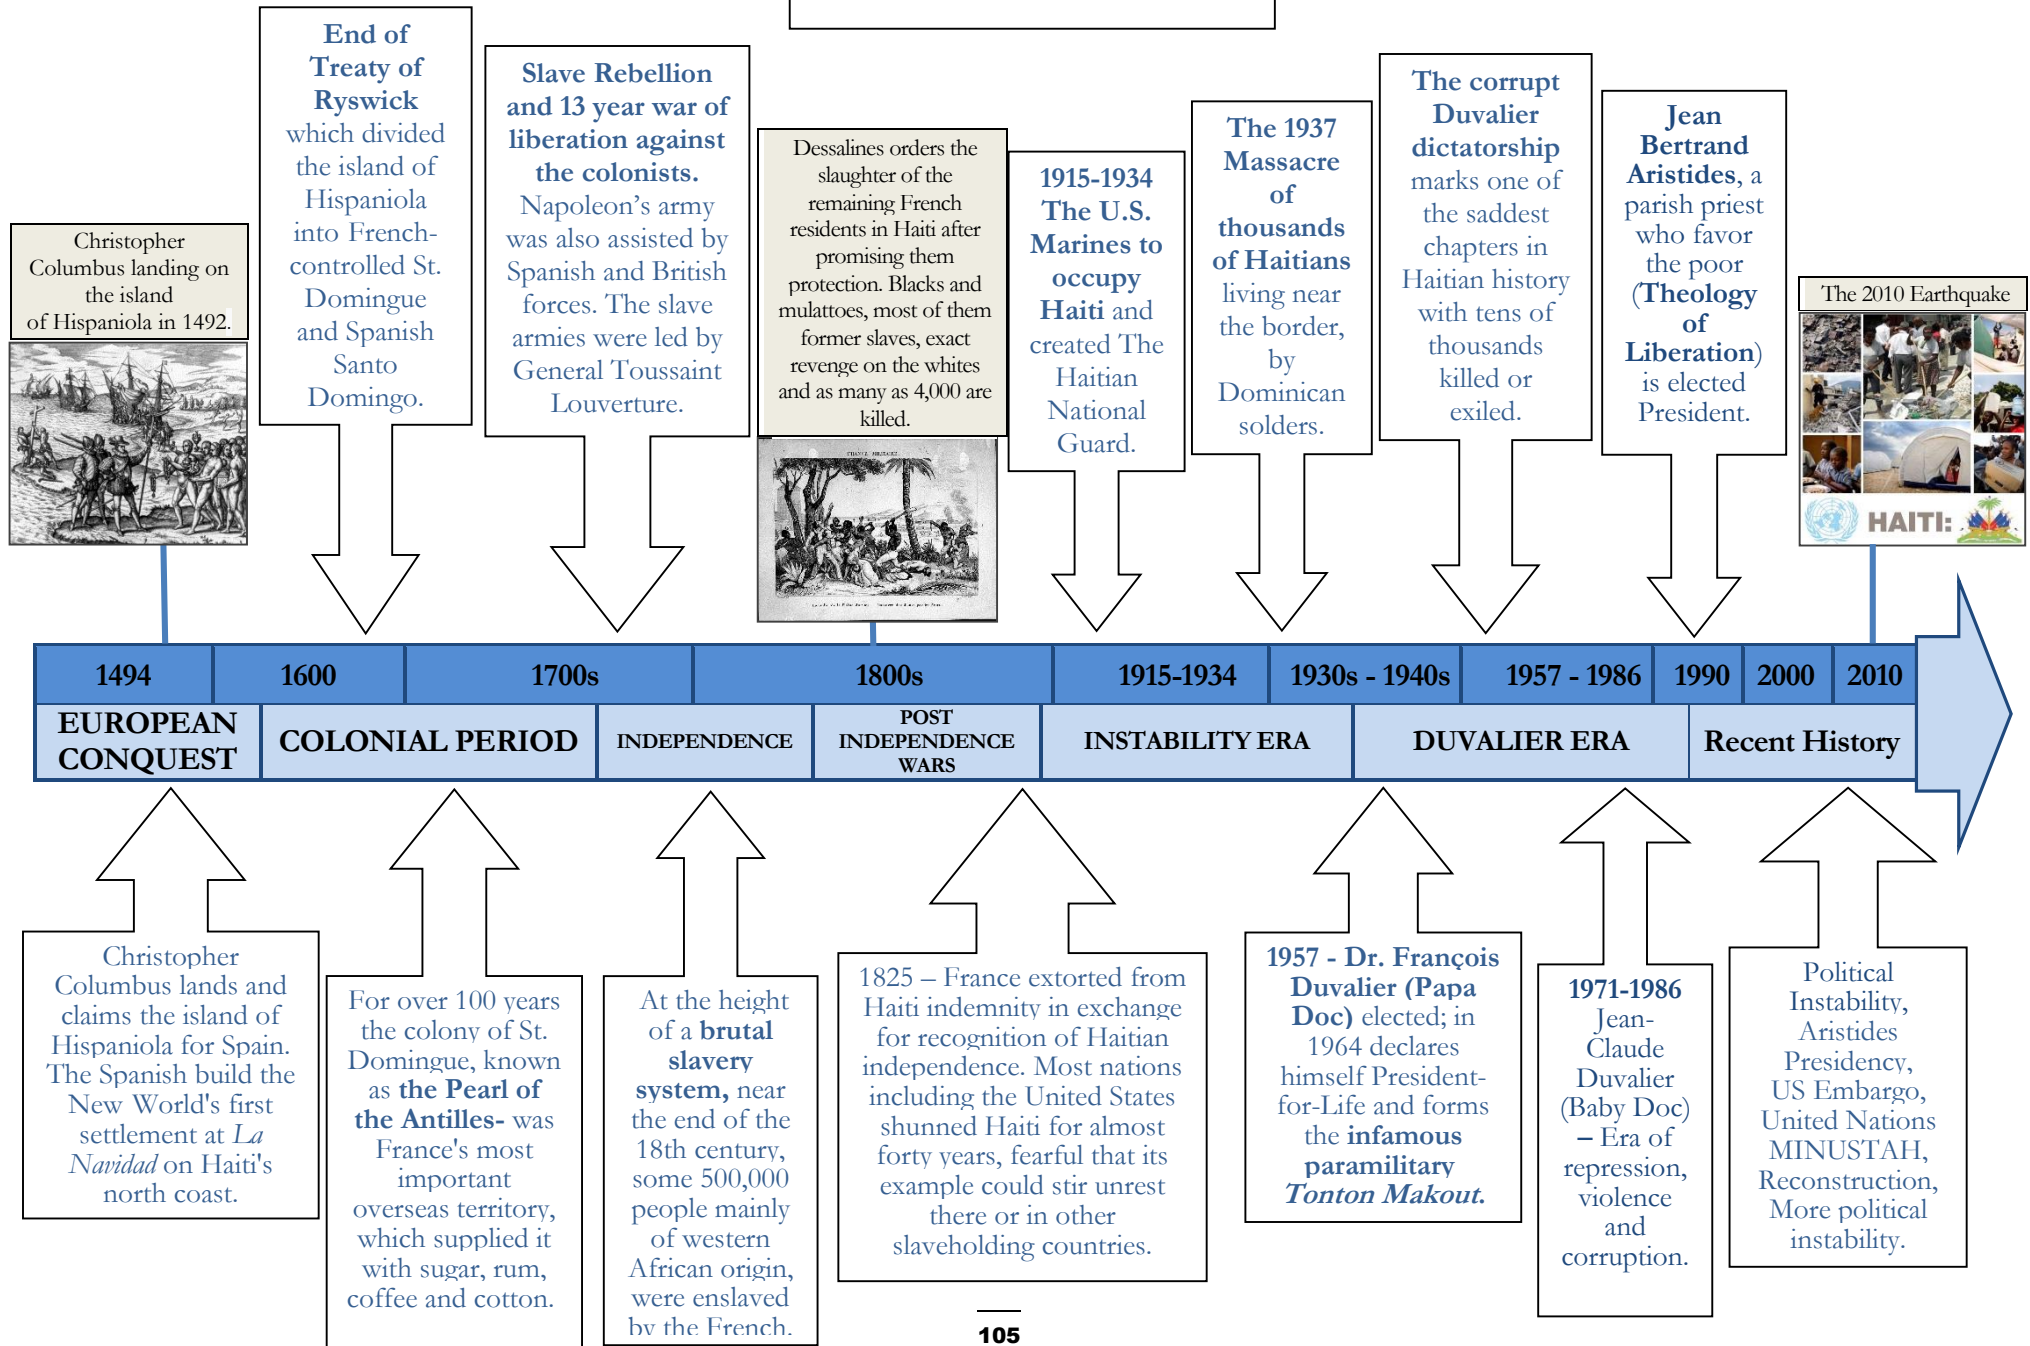 End of
Treaty of
Ryswick
which divided
the island of
Hispaniola
into French-
controlled St.
Domingue
and Spanish
Santo
Domingo.
Slave Rebellion
and 13 year war of
liberation against
the colonists.
Napoleon’s army
was also assisted by
Spanish and British
forces. The slave
armies were led by
General Toussaint
Louverture.
Dessalines orders the
slaughter of the
remaining French
residents in Haiti after
promising them
protection. Blacks and
mulattoes, most of them
former slaves, exact
revenge on the whites
and as many as 4,000 are
killed.
1915-1934
The U.S.
Marines to
occupy
Haiti and
created The
Haitian
National
Guard.
The 1937
Massacre
of
thousands
of Haitians
living near
the border,
by
Dominican
solders.
The corrupt
Duvalier
dictatorship
marks one of
the saddest
chapters in
Haitian history
with tens of
thousands
killed or
exiled.
Jean
Bertrand
Aristides, a
parish priest
who favor
the poor
(Theology
of
Liberation)
is elected
President.
Christopher
Columbus landing on
the island
of Hispaniola in 1492.
The 2010 Earthquake
HAITI:
1494
1600
1700s
1800s
1915-1934
1930s - 1940s
1957 - 1986
1990
2000
2010
EUROPEAN
CONQUEST
COLONIAL PERIOD
INDEPENDENCE
POST
INDEPENDENCE
WARS
INSTABILITY ERA
DUVALIER ERA
Recent History
Christopher
Columbus lands and
claims the island of
Hispaniola for Spain.
The Spanish build the
New World's first
settlement at La
Navidad on Haiti's
north coast.
For over 100 years
the colony of St.
Domingue, known
as the Pearl of
the Antilles- was
France's most
important
overseas territory,
which supplied it
with sugar, rum,
coffee and cotton.
At the height
of a brutal
slavery
system, near
the end of the
18th century,
some 500,000
people mainly
of western
African origin,
were enslaved
by the French.
1825 – France extorted from
Haiti indemnity in exchange
for recognition of Haitian
independence. Most nations
including the United States
shunned Haiti for almost
forty years, fearful that its
example could stir unrest
there or in other
slaveholding countries.
1957 - Dr. François
Duvalier (Papa
Doc) elected; in
1964 declares
himself President-
for-Life and forms
the infamous
paramilitary
Tonton Makout.
1971-1986
Jean-
Claude
Duvalier
(Baby Doc)
– Era of
repression,
violence
and
corruption.
Political
Instability,
Aristides
Presidency,
US Embargo,
United Nations
MINUSTAH,
Reconstruction,
More political
instability.
105